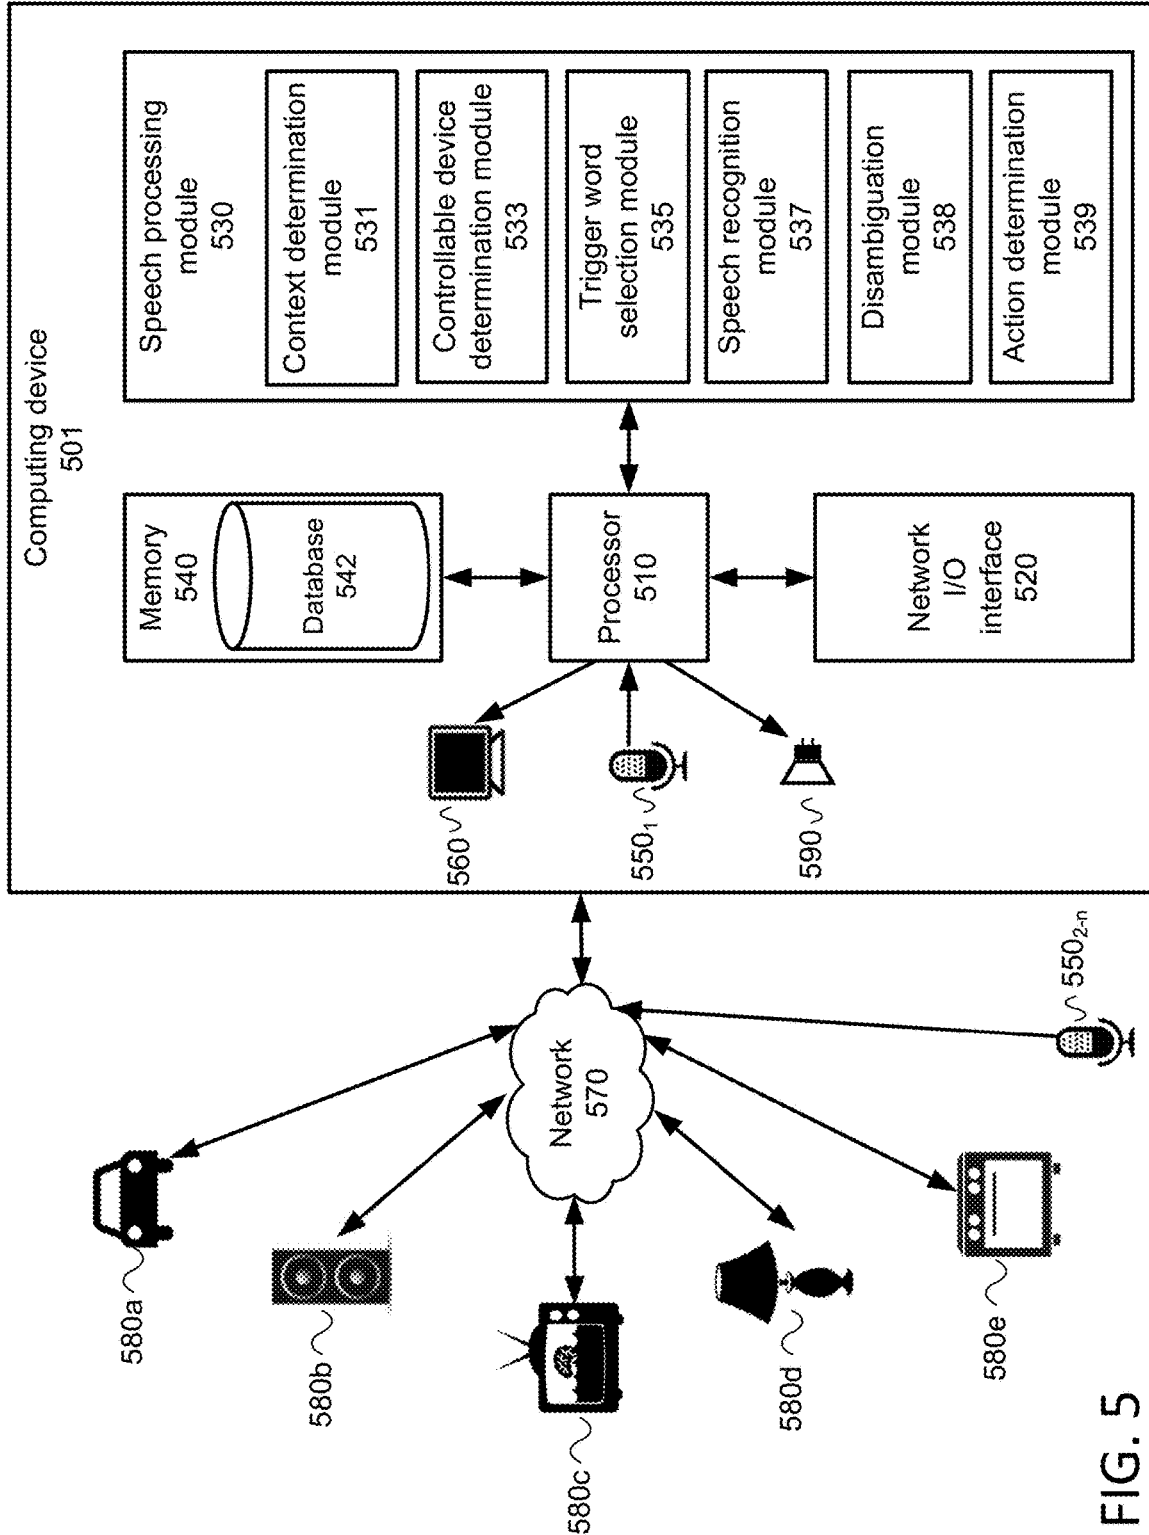 Computing device
501
Speech processing
module
530
Context determination
module
531
Controllable device
determination module
533
Trigger word
selection module
535
Speech recognition
module
537
Disambiguation
module
538
Action determination
module
539
Memory
540
Database
542
Processor
510
Network
I/O
interface
520
560
550₁
590
Network
570
550₂₋ₙ
580a
580b
580c
580d
580e
FIG. 5